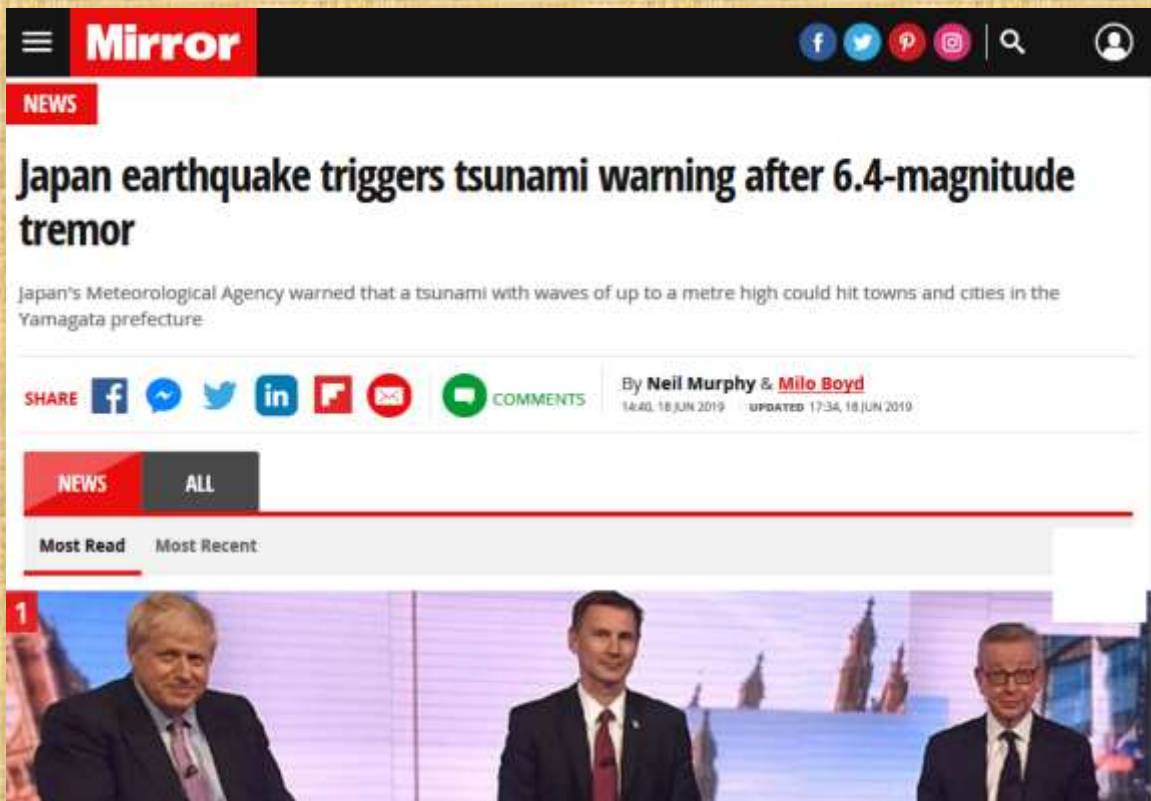 Mirror
NEWS
Japan earthquake triggers tsunami warning after 6.4-magnitude
tremor
Japan's Meteorological Agency warned that a tsunami with waves of up to a metre high could hit towns and cities in the
Yamagata prefecture
SHARE COMMENTS By Neil Murphy & Milo Boyd
14:40, 18 JUN 2019 UPDATED 17:34, 18 JUN 2019
NEWS ALL
Most Read Most Recent
1